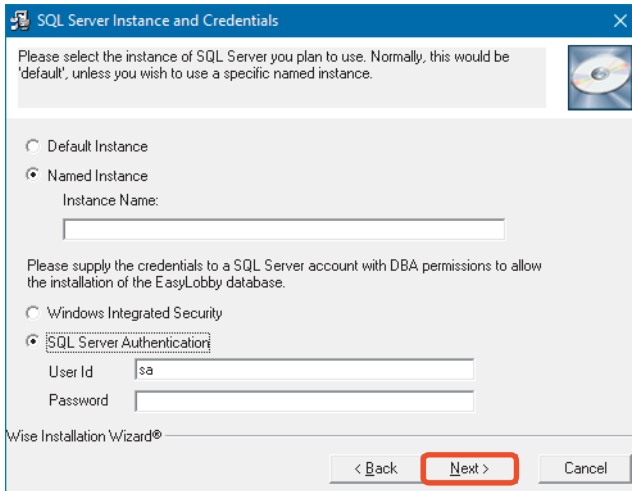 SQL Server Instance and Credentials
Please select the instance of SQL Server you plan to use. Normally, this would be
'default', unless you wish to use a specific named instance.
Default Instance
Named Instance
Instance Name:
Please supply the credentials to a SQL Server account with DBA permissions to allow
the installation of the EasyLobby database.
Windows Integrated Security
SQL Server Authentication
User Id sa
Password
Wise Installation Wizard®
< Back Next > Cancel